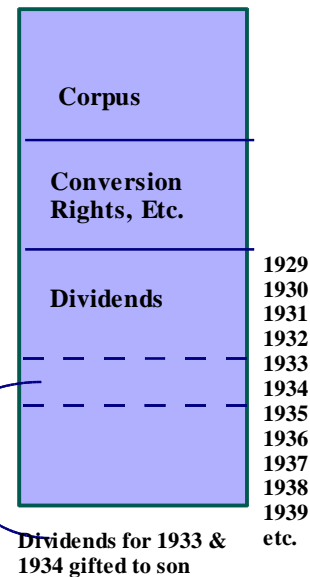 Corpus
Conversion
Rights, Etc.
Dividends
1929
1930
1931
1932
1933
1934
1935
1936
1937
1938
1939
etc.
Dividends for 1933 &
1934 gifted to son